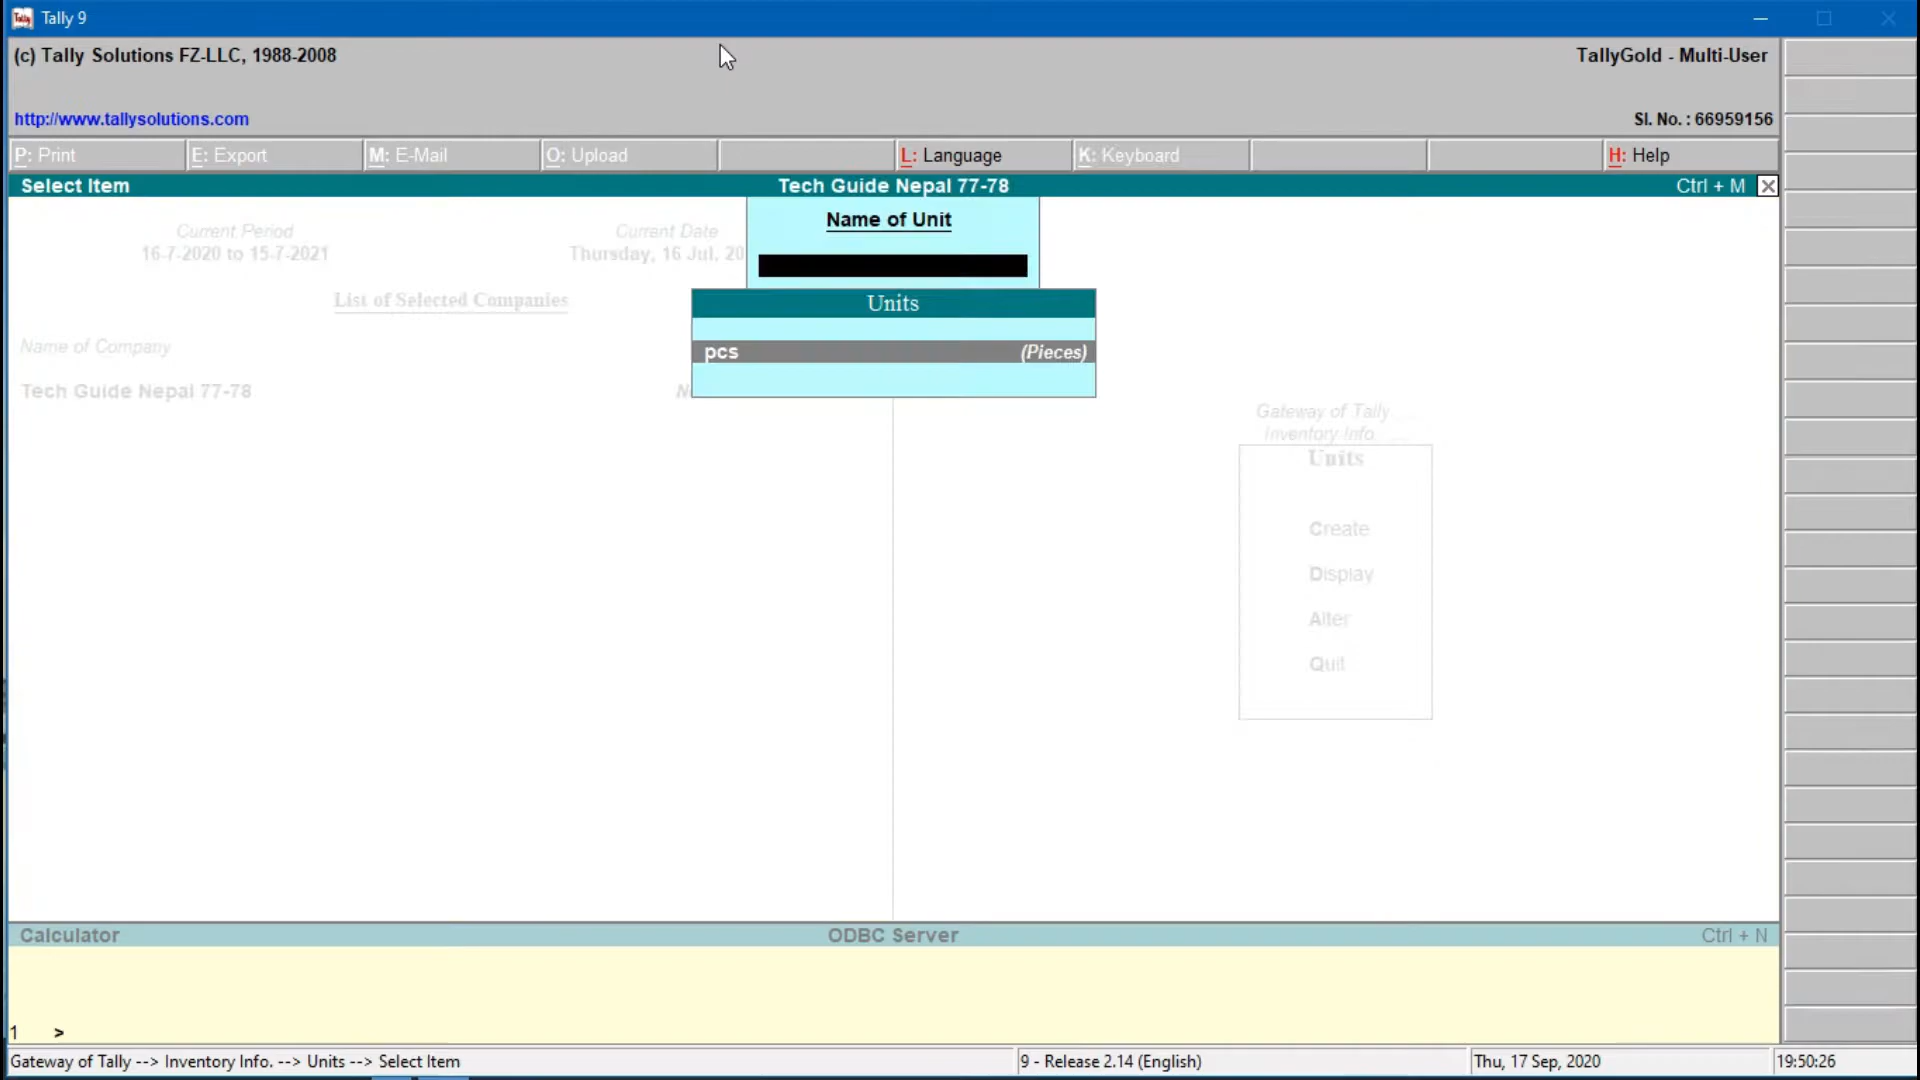 Tally 9
(c) Tally Solutions FZ-LLC, 1988-2008
TallyGold - Multi-User
http://www.tallysolutions.com
Sl. No. : 66959156
P: Print
E: Export
M: E-Mail
O: Upload
L: Language
K: Keyboard
H: Help
Select Item
Tech Guide Nepal 77-78
Ctrl + M
Current Period
16-7-2020 to 15-7-2021
Current Date
Thursday, 16 Jul, 20
List of Selected Companies
Name of Company
Tech Guide Nepal 77-78
N
Name of Unit
Units
pcs (Pieces)
Gateway of Tally ......
Inventory Info. ......
Units
Create
Display
Alter
Quit
Calculator
ODBC Server
Ctrl + N
1 >
Gateway of Tally --> Inventory Info. --> Units --> Select Item
9 - Release 2.14 (English)
Thu, 17 Sep, 2020
19:50:26